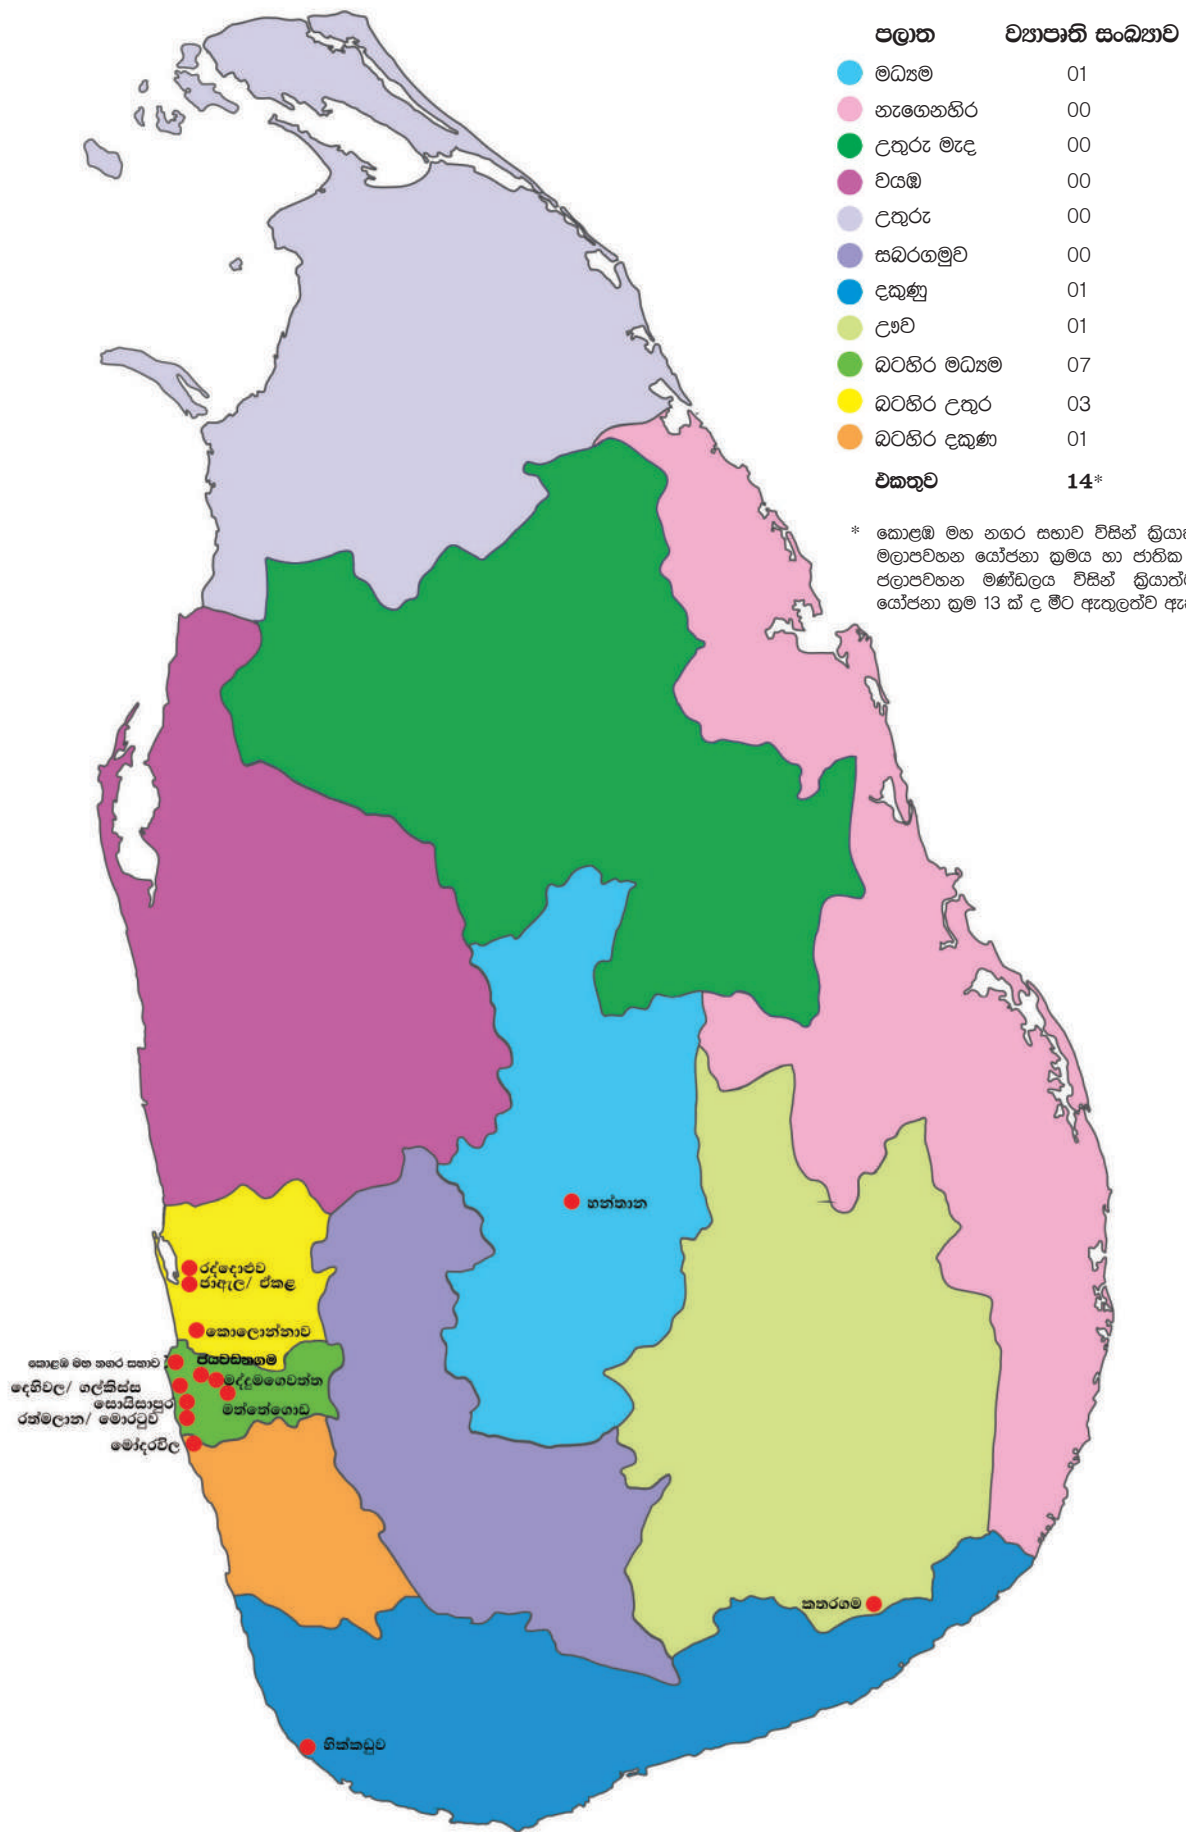 පලාත ව්‍යාපෘති සංඛ්‍යාව
මධ්‍යම 01
නැගෙනහිර 00
උතුරු මැද 00
වයඹ 00
උතුරු 00
සබරගමුව 00
දකුණු 01
ඌව 01
බටහිර මධ්‍යම 07
බටහිර උතුර 03
බටහිර දකුණ 01
එකතුව 14*
* කොළඹ මහ නගර සභාව විසින්
මලාපවහන යෝජනා ක්‍රමය හා ජාතික
ජලාපවහන මණ්ඩලය විසින්
යෝජනා ක්‍රම 13 ක් ද මීට ඇතුලත්ව
හන්තාන
රද්දොළුව
ජාඇල/ ඒකල
කොලොන්නාව
කොළඹ මහ නගර සභාව
ජයවඩනගම
මද්දුමගෙවත්ත
දෙහිවල/ ගල්කිස්ස
සොයිසාපුර
මත්තේගොඩ
රත්මලාන/ මොරටුව
මෝදරවිල
කතරගම
හික්කඩුව